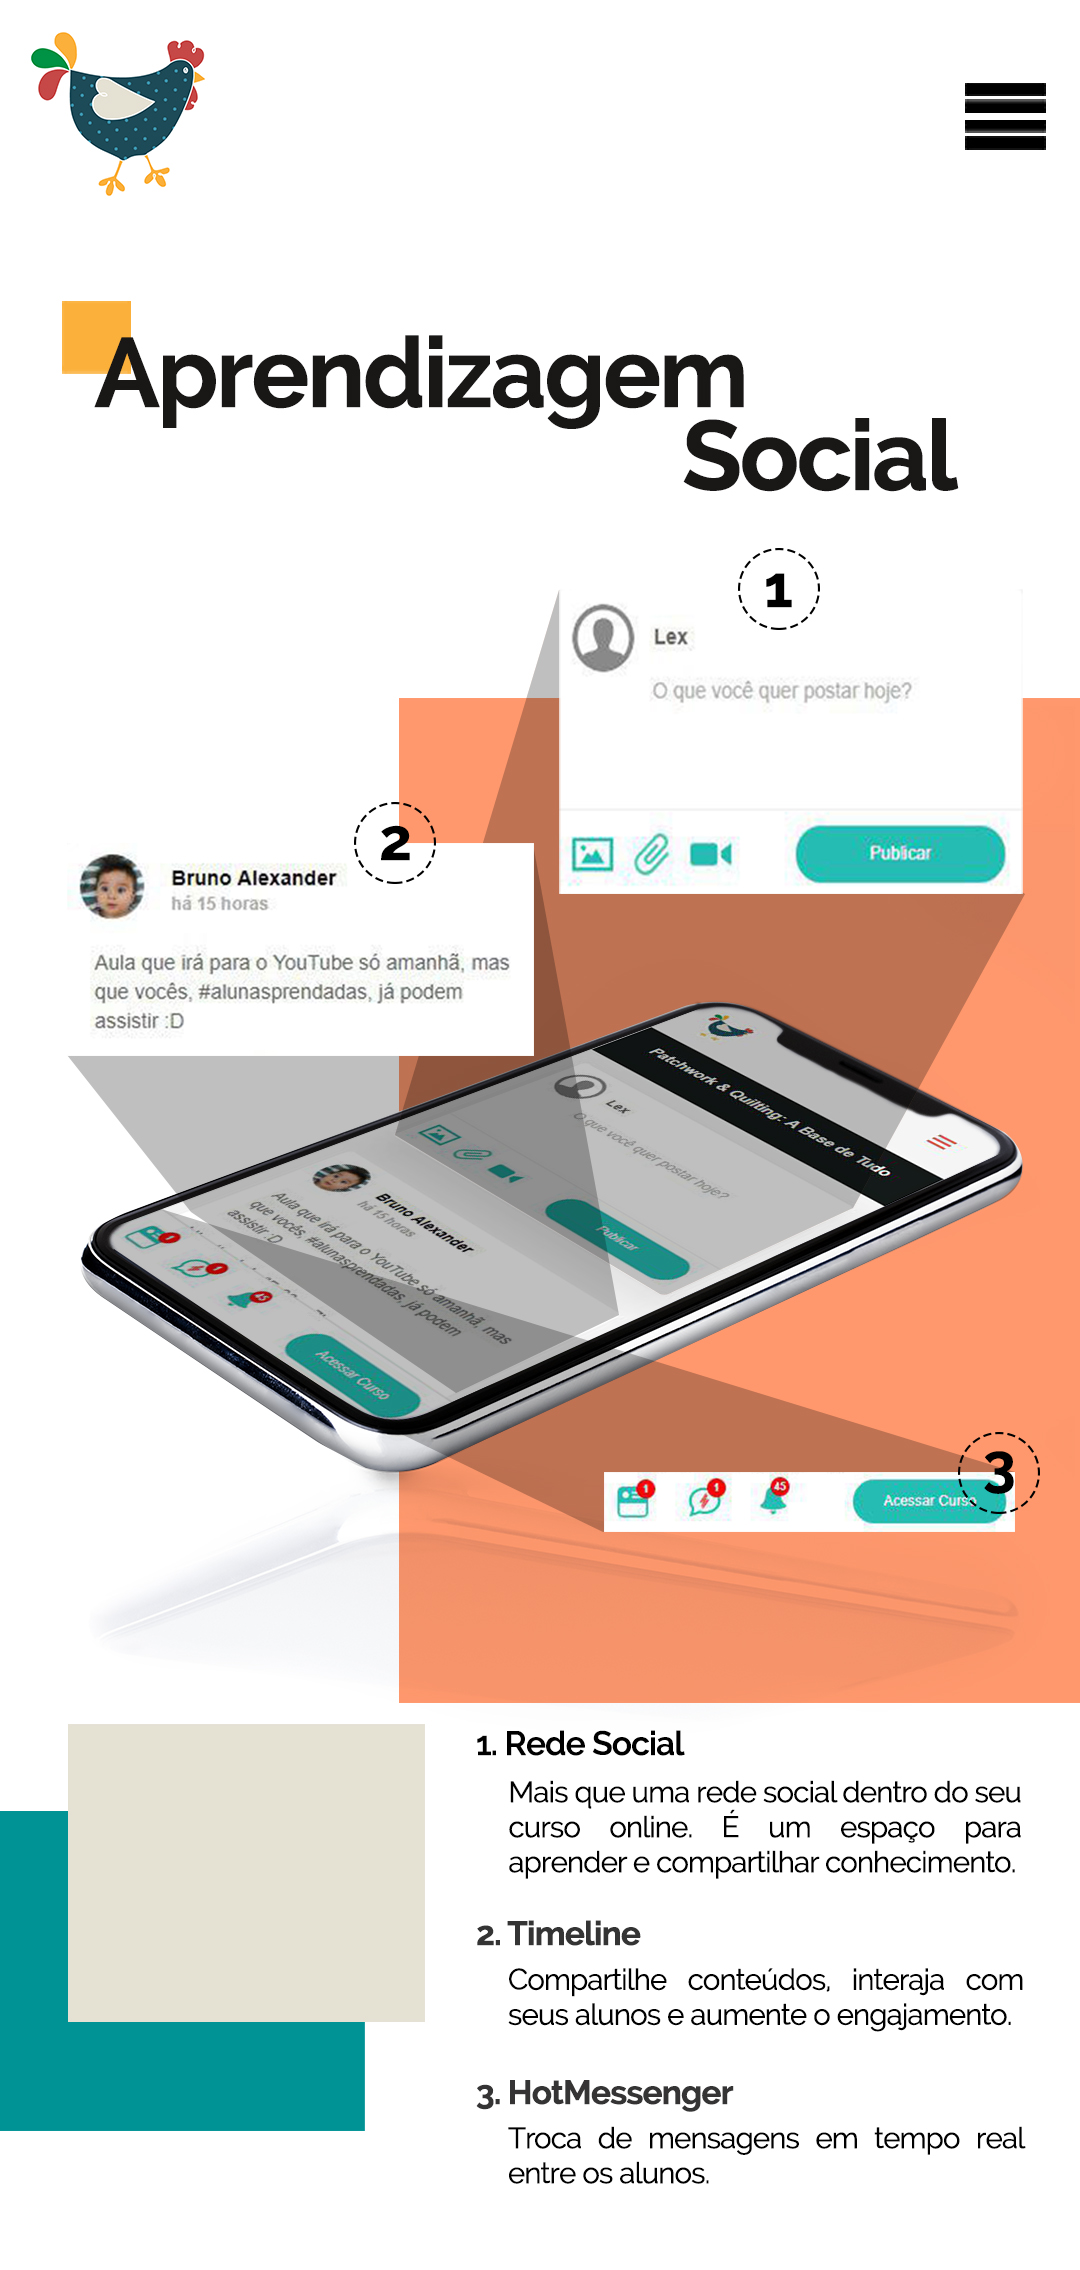 Aprendizagem
Social
1
Lex
O que você quer postar hoje?
Publicar
2
Bruno Alexander
há 15 horas
Aula que irá para o YouTube só amanhã, mas
que vocês, #alunasprendadas, já podem
assistir :D
Patchwork & Quilting: A Base de Tudo
Lex
O que você quer postar hoje?
Publicar
Bruno Alexander
há 15 horas
Aula que irá para o YouTube só amanhã, mas
que vocês, #alunasprendadas, já podem
assistir :D
1
1
45
Acessar Curso
3
1
1
45
Acessar Curso
1. Rede Social
Mais que uma rede social dentro do seu
curso online. É um espaço para
aprender e compartilhar conhecimento.
2. Timeline
Compartilhe conteúdos, interaja com
seus alunos e aumente o engajamento.
3. HotMessenger
Troca de mensagens em tempo real
entre os alunos.